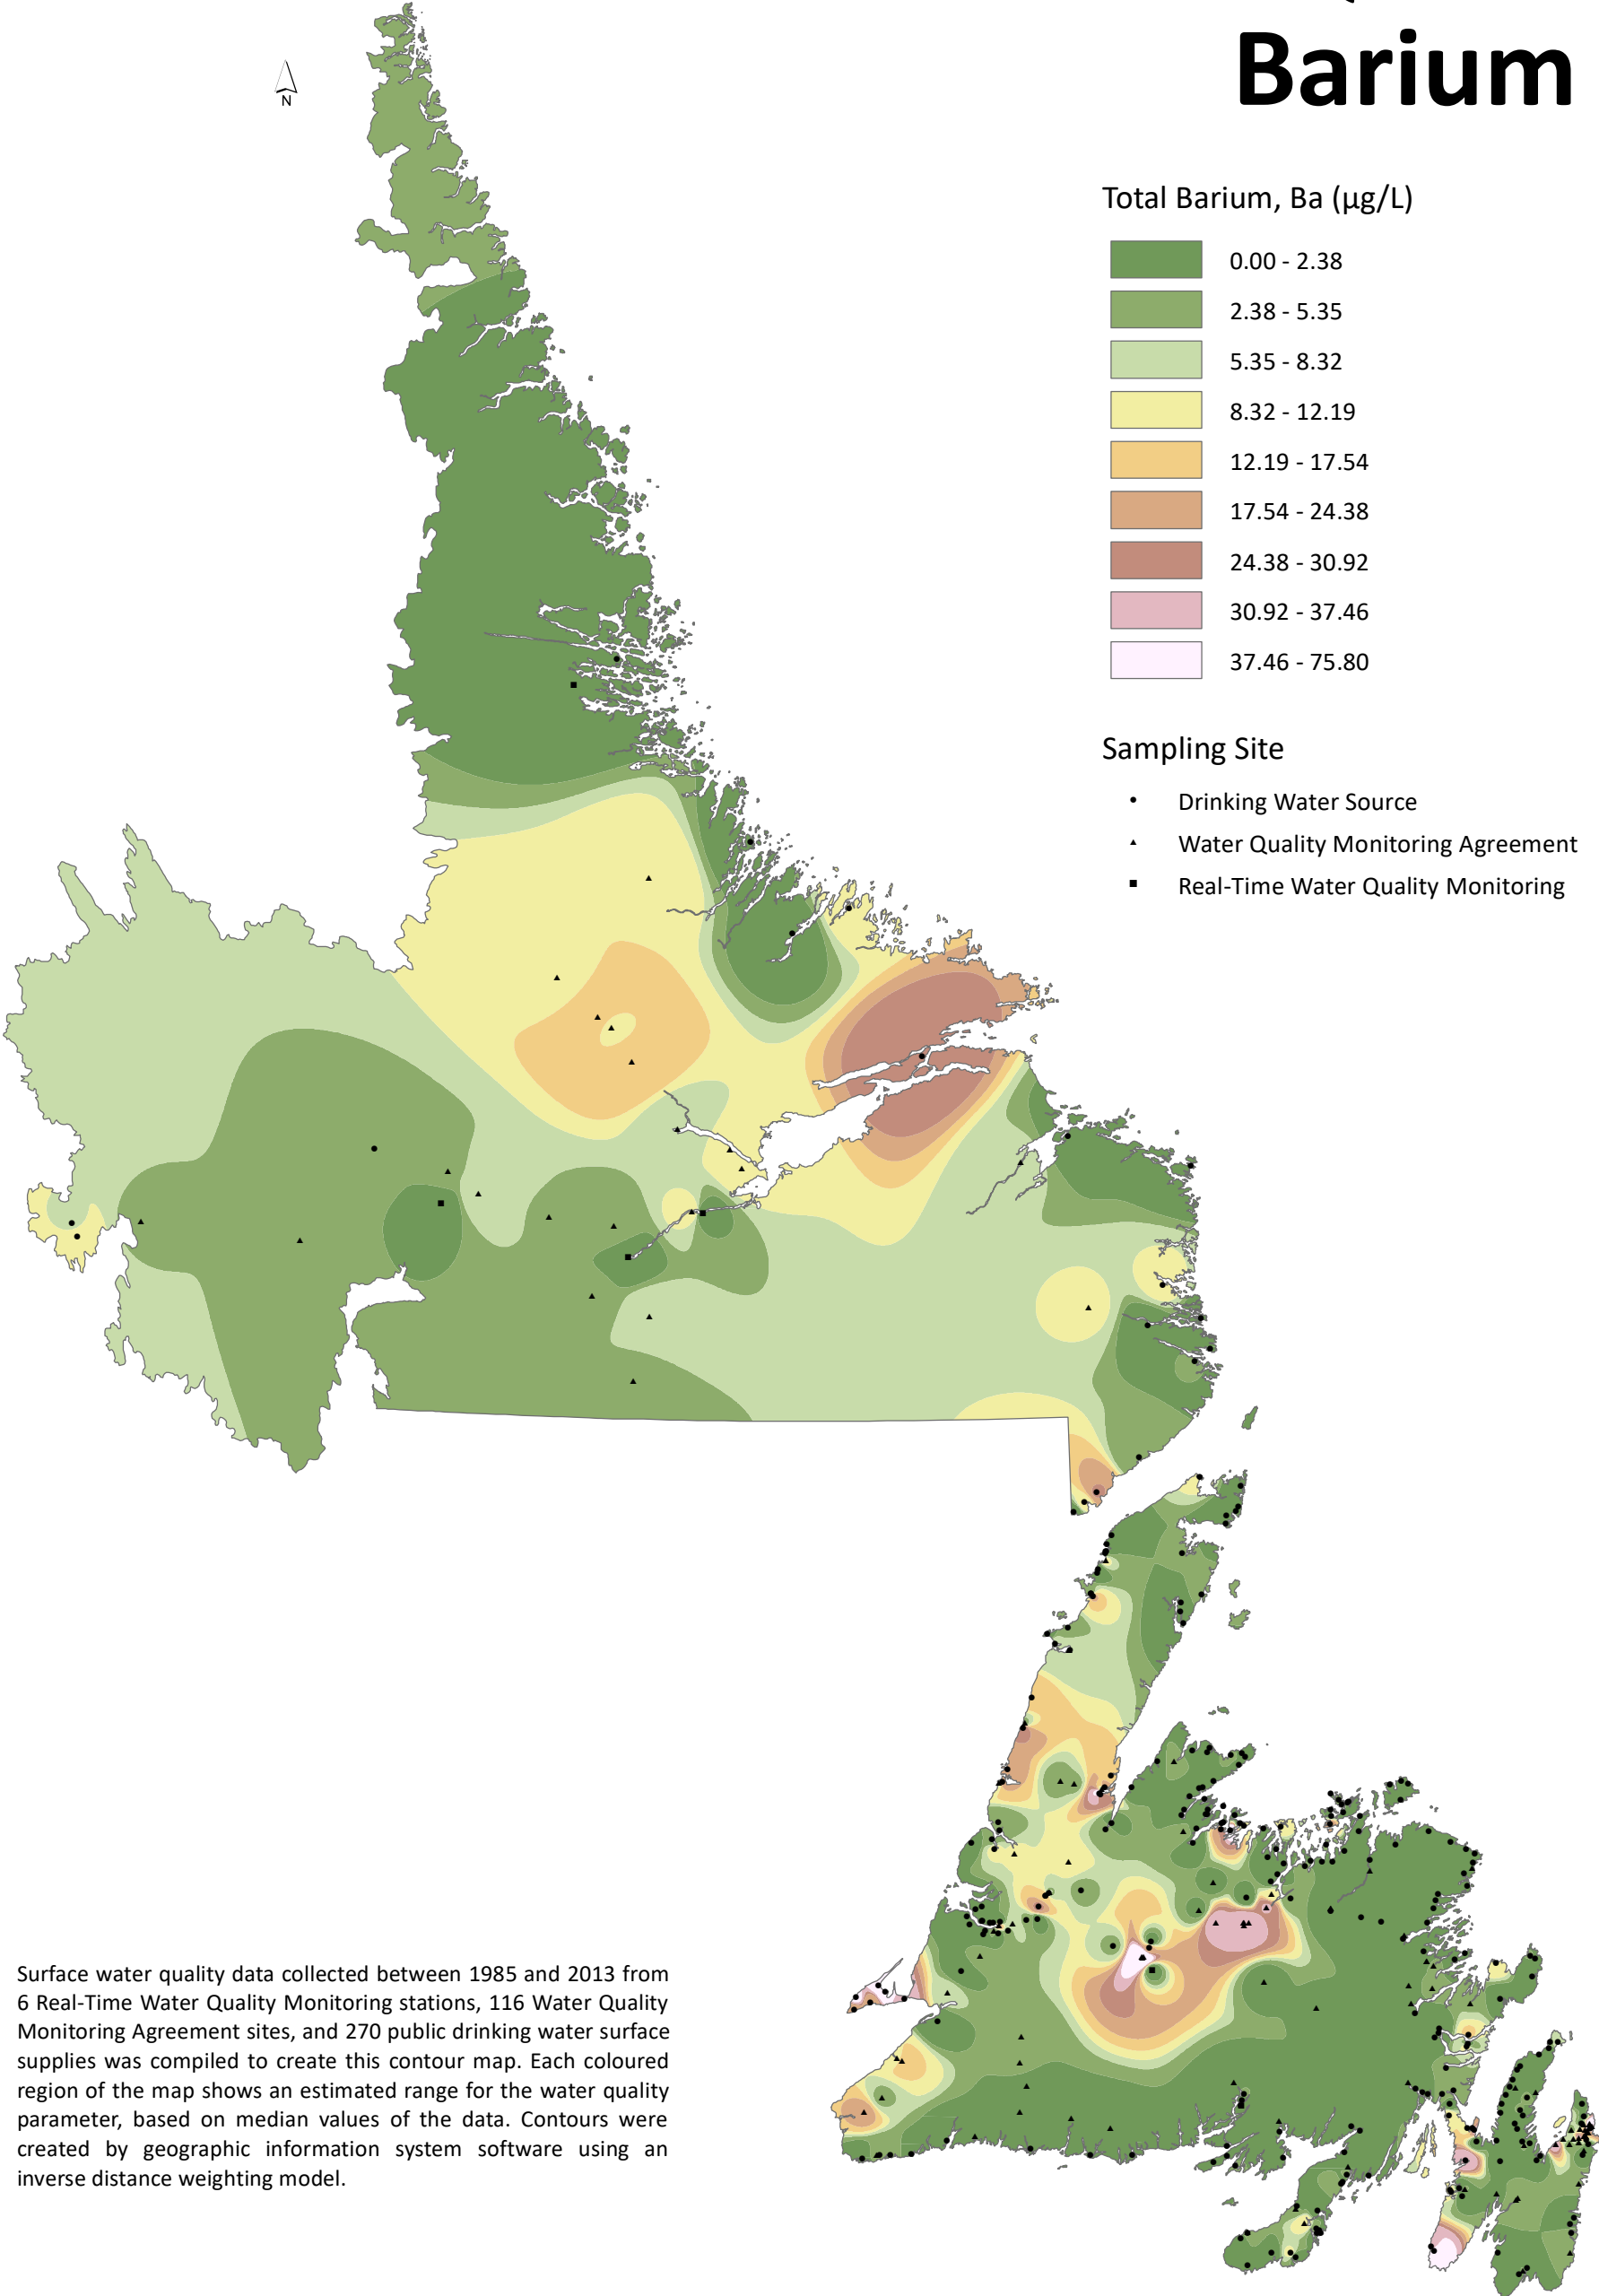 Barium
N
Total Barium, Ba (µg/L)
0.00 - 2.38
2.38 - 5.35
5.35 - 8.32
8.32 - 12.19
12.19 - 17.54
17.54 - 24.38
24.38 - 30.92
30.92 - 37.46
37.46 - 75.80
Sampling Site
Drinking Water Source
Water Quality Monitoring Agreement
Real-Time Water Quality Monitoring
Surface water quality data collected between 1985 and 2013 from
6 Real-Time Water Quality Monitoring stations, 116 Water Quality
Monitoring Agreement sites, and 270 public drinking water surface
supplies was compiled to create this contour map. Each coloured
region of the map shows an estimated range for the water quality
parameter, based on median values of the data. Contours were
created by geographic information system software using an
inverse distance weighting model.